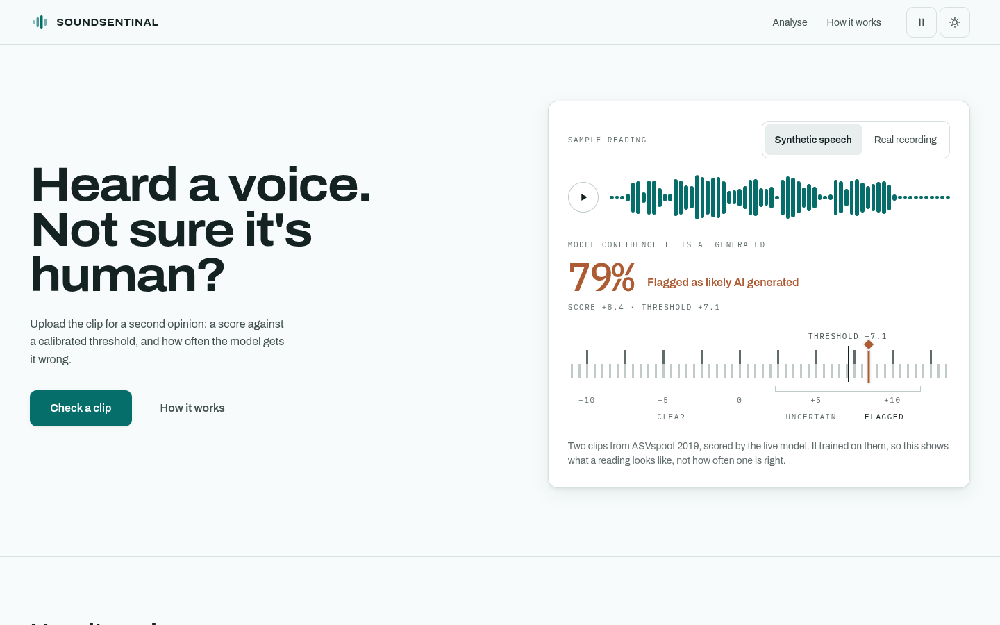 SOUNDSENTINAL
Analyse
How it works
Heard a voice.
Not sure it's
human?
Upload the clip for a second opinion: a score against
a calibrated threshold, and how often the model gets
it wrong.
Check a clip
How it works
SAMPLE READING
Synthetic speech
Real recording
MODEL CONFIDENCE IT IS AI GENERATED
79%
Flagged as likely AI generated
SCORE +8.4 · THRESHOLD +7.1
THRESHOLD +7.1
−10 −5 0 +5 +10
CLEAR UNCERTAIN FLAGGED
Two clips from ASVspoof 2019, scored by the live model. It trained on them, so this shows
what a reading looks like, not how often one is right.